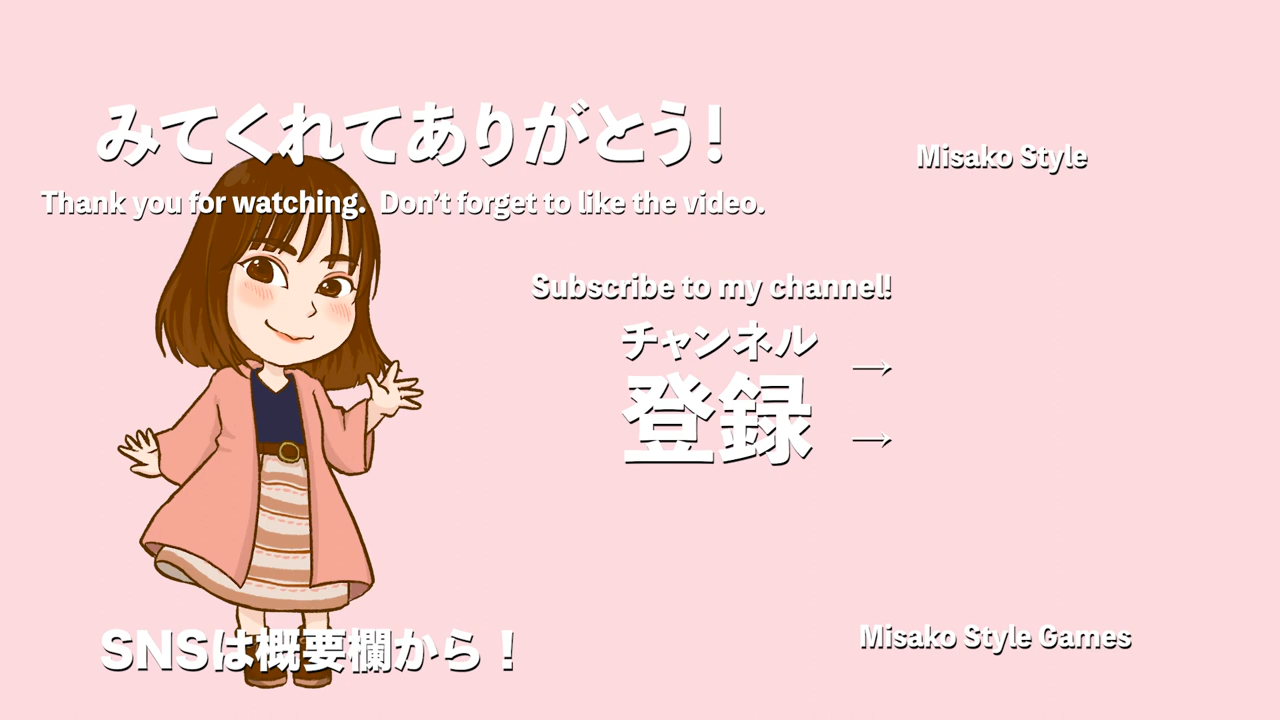 みてくれてありがとう!
Thank you for watching. Don't forget to like the video.
Misako Style
Subscribe to my channel!
チャンネル
登録
→
→
SNSは概要欄から！
Misako Style Games